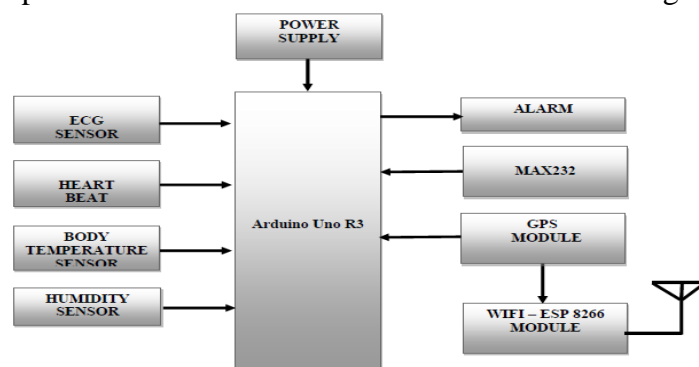 POWER
SUPPLY
ECG
SENSOR
HEART
BEAT
BODY
TEMPERATURE
SENSOR
HUMIDITY
SENSOR
Arduino Uno R3
ALARM
MAX232
GPS
MODULE
WIFI – ESP 8266
MODULE